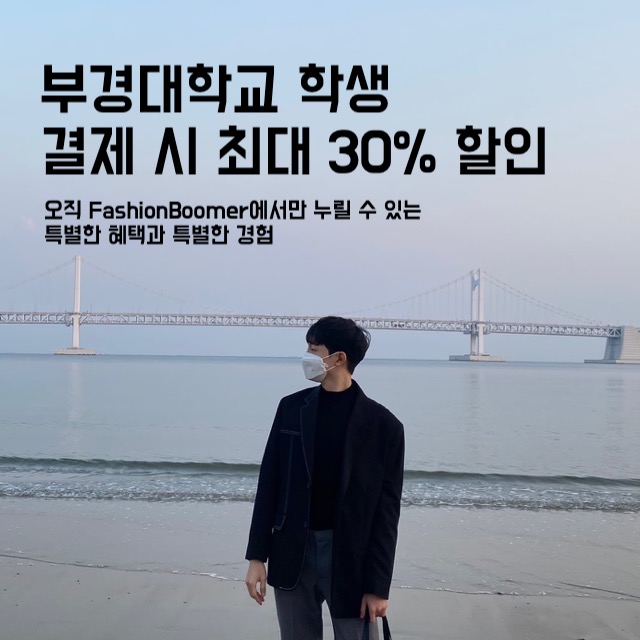 부경대학교 학생
결제 시 최대 30% 할인
오직 FashionBoomer에서만 누릴 수 있는
특별한 혜택과 특별한 경험